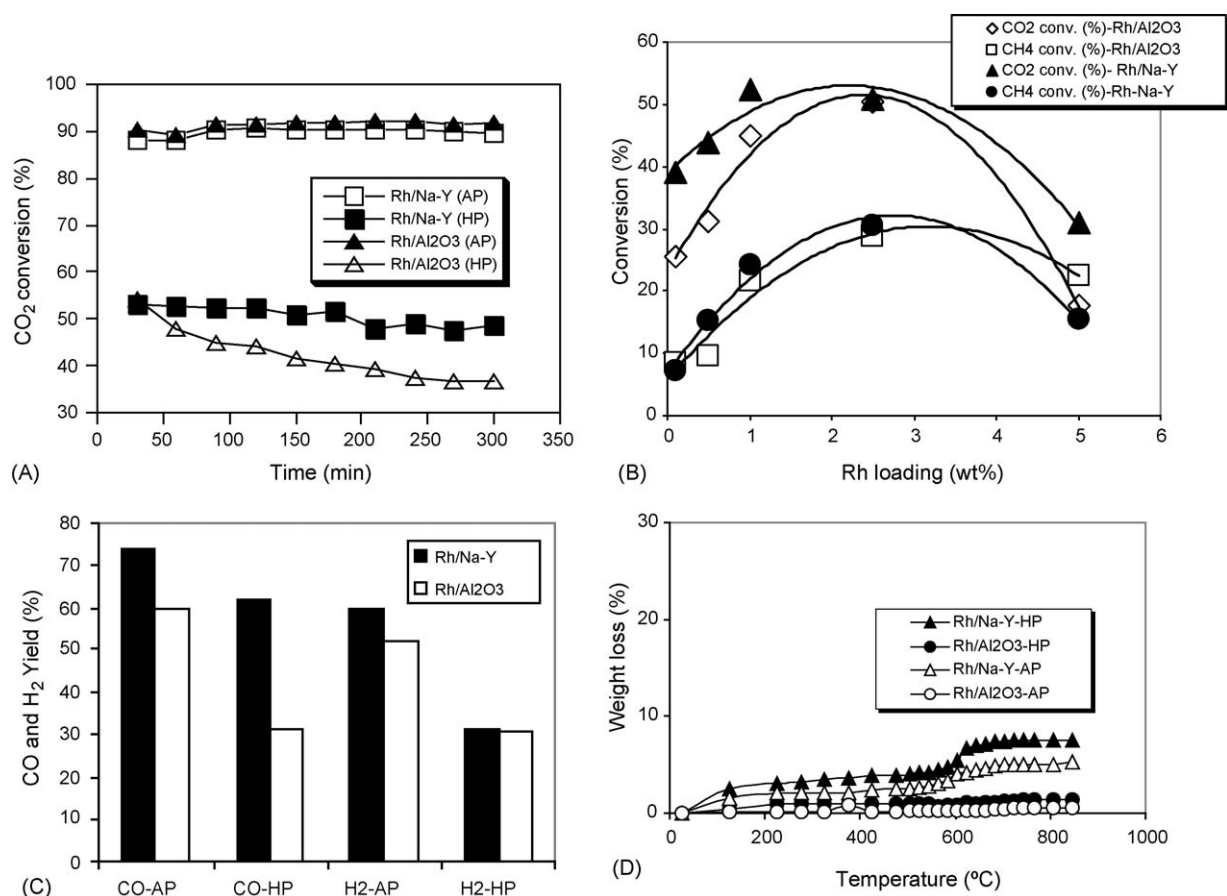 100
90
80
70
60
50
40
30
CO2 conversion (%)
Rh/Na-Y (AP)
Rh/Na-Y (HP)
Rh/Al2O3 (AP)
Rh/Al2O3 (HP)
0 50 100 150 200 250 300 350
Time (min)
(A)
CO2 conv. (%)-Rh/Al2O3
CH4 conv. (%)-Rh/Al2O3
CO2 conv. (%)- Rh/Na-Y
CH4 conv. (%)-Rh-Na-Y
60
50
40
30
20
10
0
Conversion (%)
0 1 2 3 4 5 6
Rh loading (wt%)
(B)
80
70
60
50
40
30
20
10
0
CO and H2 Yield (%)
Rh/Na-Y
Rh/Al2O3
CO-AP CO-HP H2-AP H2-HP
(C)
30
20
10
0
Weight loss (%)
Rh/Na-Y-HP
Rh/Al2O3-HP
Rh/Na-Y-AP
Rh/Al2O3-AP
0 200 400 600 800 1000
Temperature (ºC)
(D)